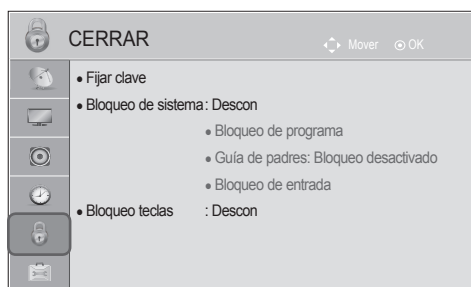 CERRAR
Mover OK
• Fijar clave
• Bloqueo de sistema: Descon
• Bloqueo de programa
• Guía de padres: Bloqueo desactivado
• Bloqueo de entrada
• Bloqueo teclas : Descon